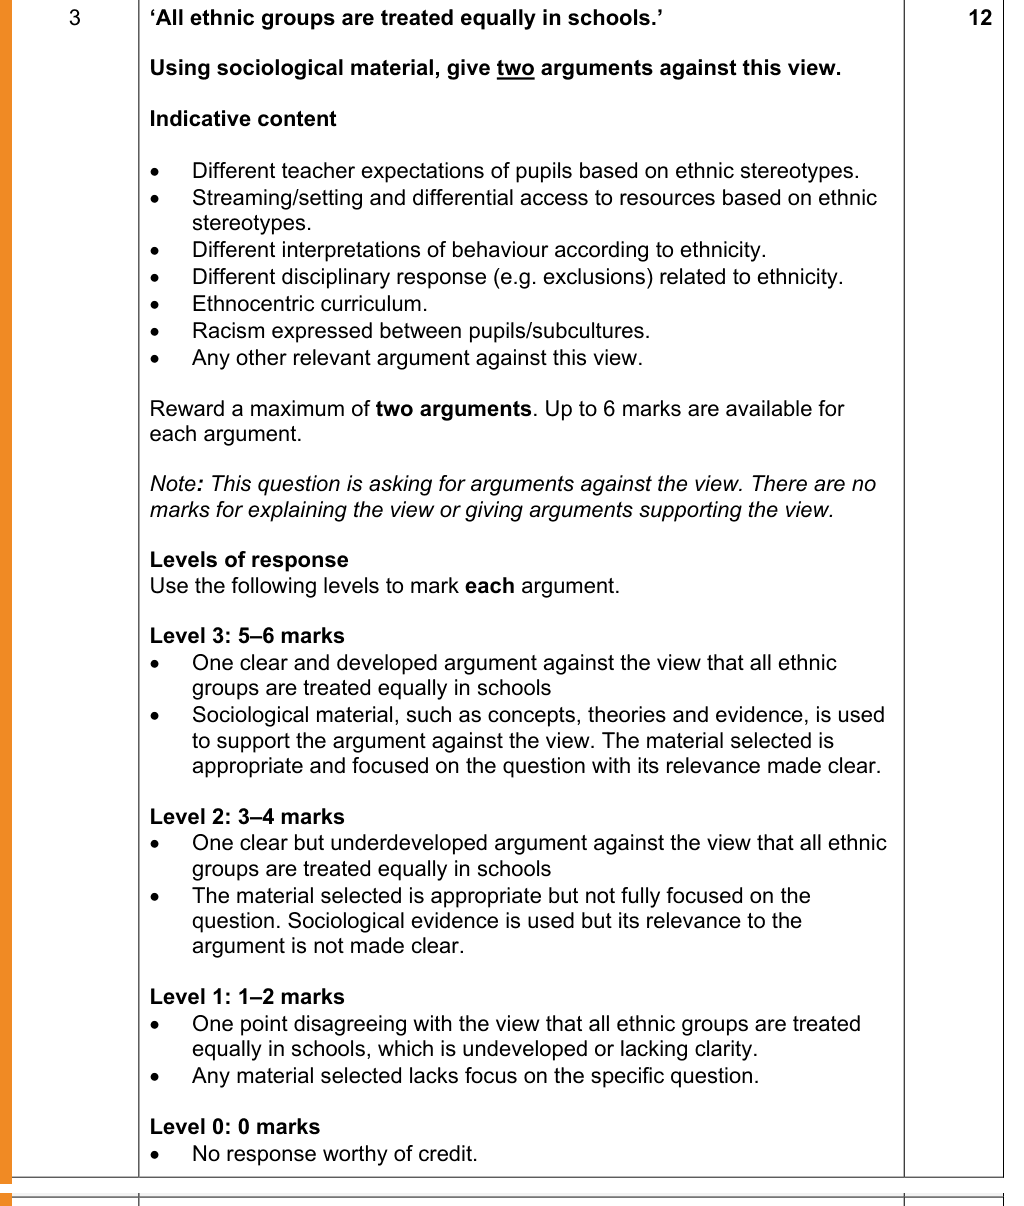 3 ‘All ethnic groups are treated equally in schools.’ 12
Using sociological material, give two arguments against this view.
Indicative content
• Different teacher expectations of pupils based on ethnic stereotypes.
• Streaming/setting and differential access to resources based on ethnic
stereotypes.
• Different interpretations of behaviour according to ethnicity.
• Different disciplinary response (e.g. exclusions) related to ethnicity.
• Ethnocentric curriculum.
• Racism expressed between pupils/subcultures.
• Any other relevant argument against this view.
Reward a maximum of two arguments. Up to 6 marks are available for
each argument.
Note: This question is asking for arguments against the view. There are no
marks for explaining the view or giving arguments supporting the view.
Levels of response
Use the following levels to mark each argument.
Level 3: 5–6 marks
• One clear and developed argument against the view that all ethnic
groups are treated equally in schools
• Sociological material, such as concepts, theories and evidence, is used
to support the argument against the view. The material selected is
appropriate and focused on the question with its relevance made clear.
Level 2: 3–4 marks
• One clear but underdeveloped argument against the view that all ethnic
groups are treated equally in schools
• The material selected is appropriate but not fully focused on the
question. Sociological evidence is used but its relevance to the
argument is not made clear.
Level 1: 1–2 marks
• One point disagreeing with the view that all ethnic groups are treated
equally in schools, which is undeveloped or lacking clarity.
• Any material selected lacks focus on the specific question.
Level 0: 0 marks
• No response worthy of credit.